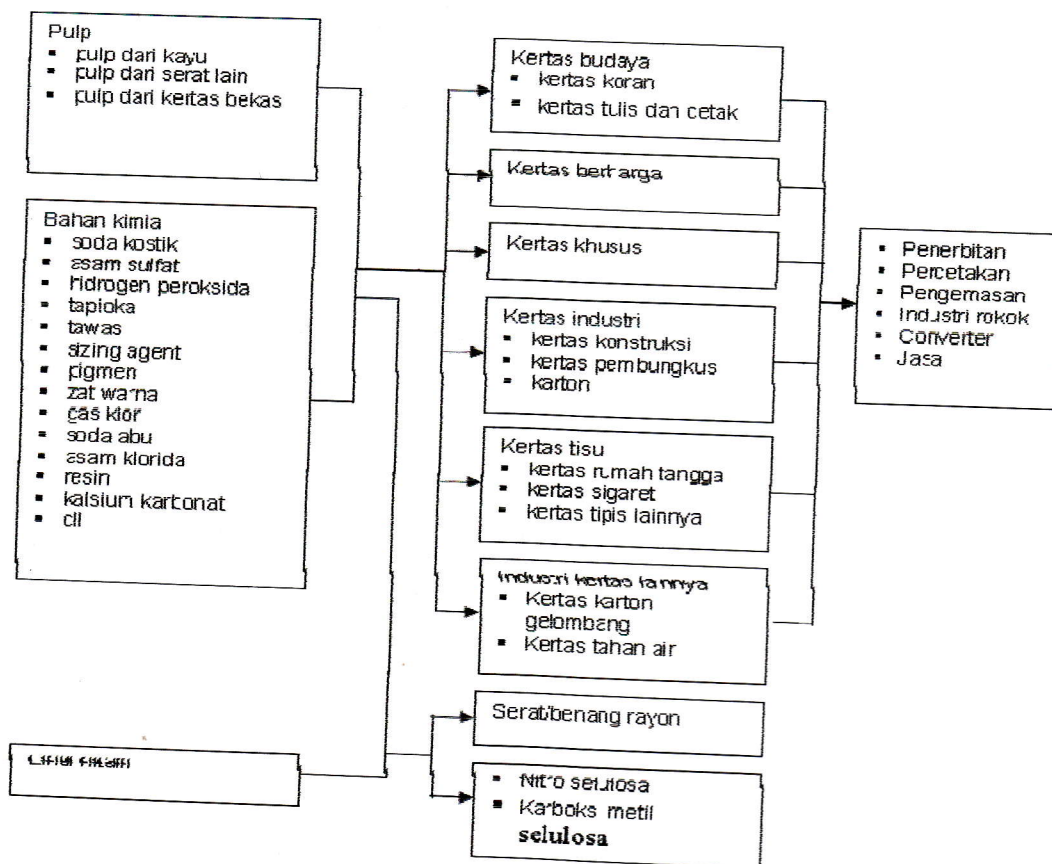 Pulp
pulp dari kayu
pulp dari serat lain
pulp dari kertas bekas
Bahan kimia
soda kostik
asam sulfat
hidrogen peroksida
tapioka
tawas
sizing agent
pigmen
zat warna
gas klor
soda abu
asam klorida
resin
kalsium karbonat
dll
Kertas budaya
kertas koran
kertas tulis dan cetak
Kertas berharga
Kertas khusus
Kertas industri
kertas konstruksi
kertas pembungkus
karton
Kertas tisu
kertas rumah tangga
kertas sigaret
kertas tipis lainnya
Industri kertas lainnya
Kertas karton
gelombang
Kertas tahan air
Serat/benang rayon
Nitro selulosa
Karboks metil
selulosa
Penerbitan
Percetakan
Pengemasan
Industri rokok
Converter
Jasa